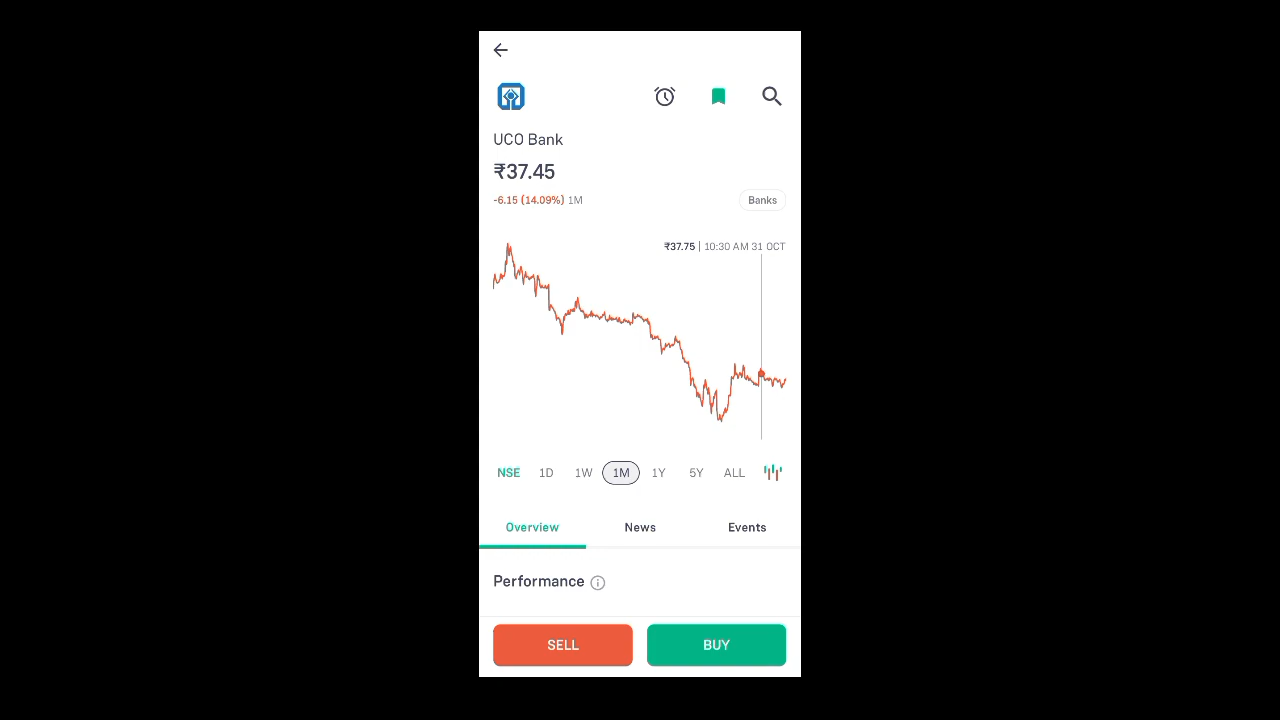 UCO Bank
₹37.45
-6.15 (14.09%) 1M
Banks
₹37.75 | 10:30 AM 31 OCT
NSE 1D 1W 1M 1Y 5Y ALL
Overview News Events
Performance
SELL BUY